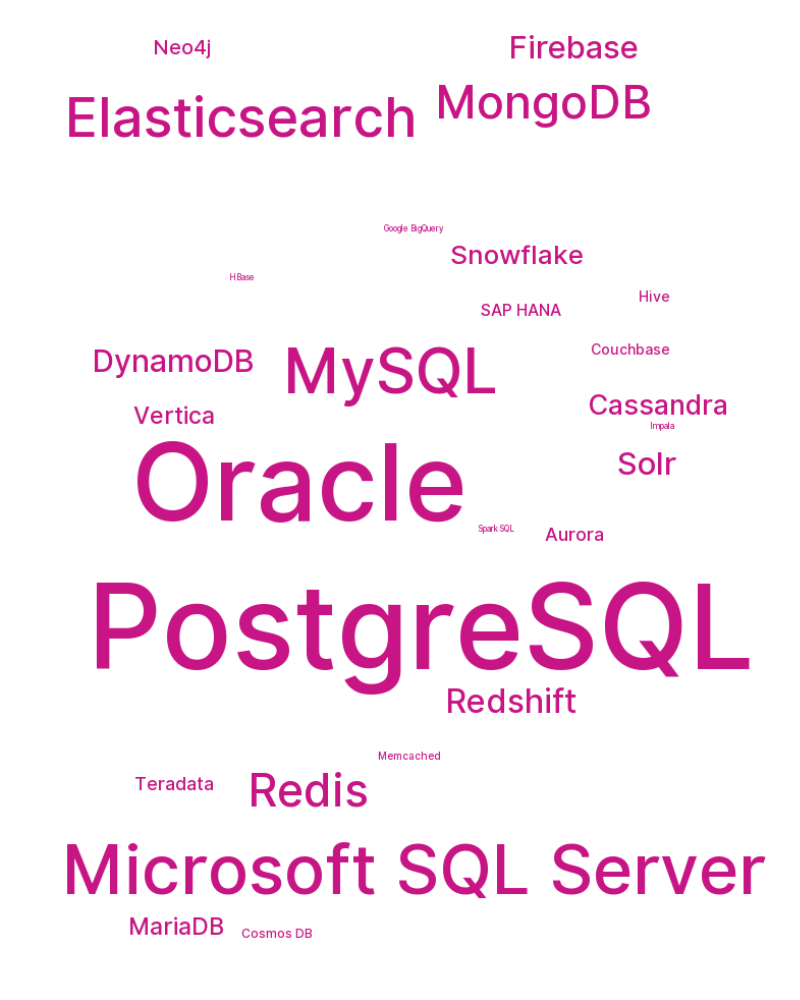 Neo4j
Firebase
Elasticsearch
MongoDB
Google BigQuery
Snowflake
HBase
Hive
SAP HANA
Couchbase
DynamoDB
MySQL
Cassandra
Vertica
Impala
Solr
Oracle
Spark SQL
Aurora
PostgreSQL
Redshift
Memcached
Teradata
Redis
Microsoft SQL Server
MariaDB
Cosmos DB